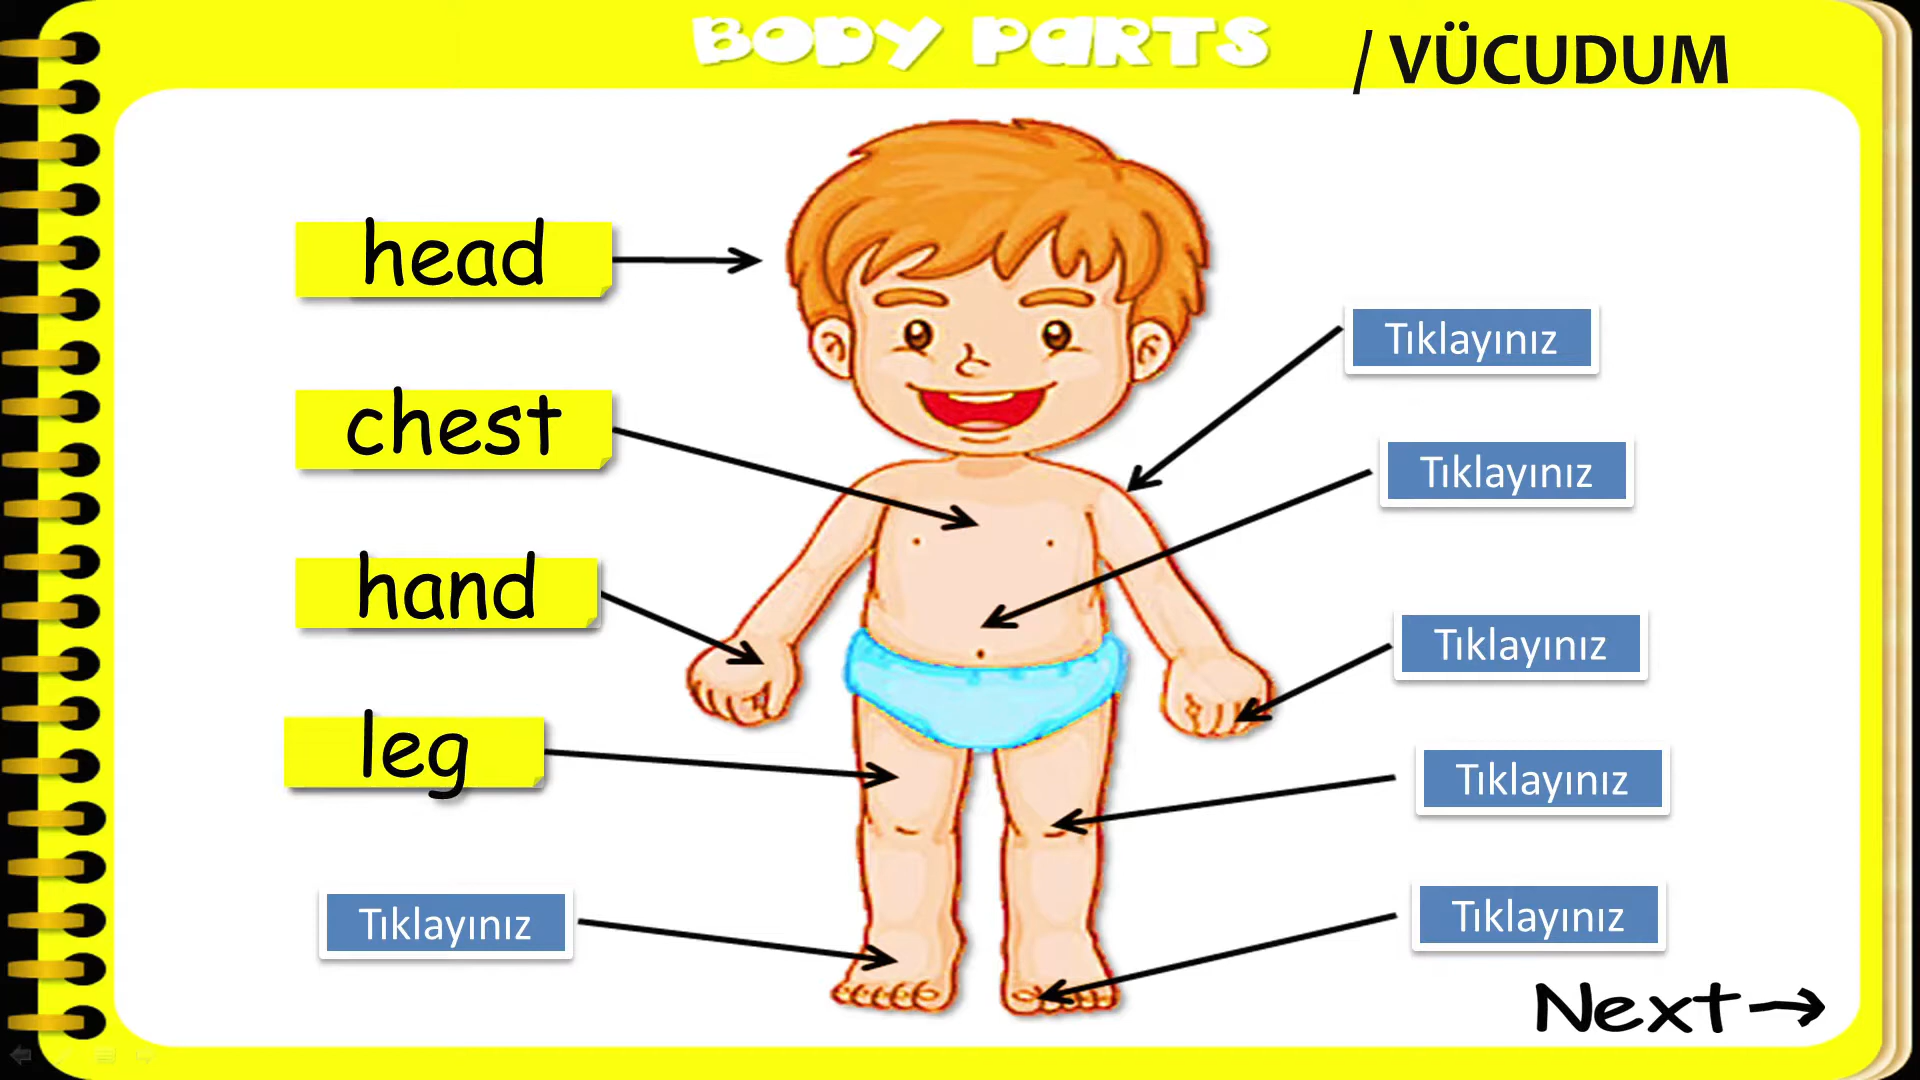 BODY PARTS / VÜCUDUM
head
Tıklayınız
chest
Tıklayınız
hand
Tıklayınız
leg
Tıklayınız
Tıklayınız
Tıklayınız
Next